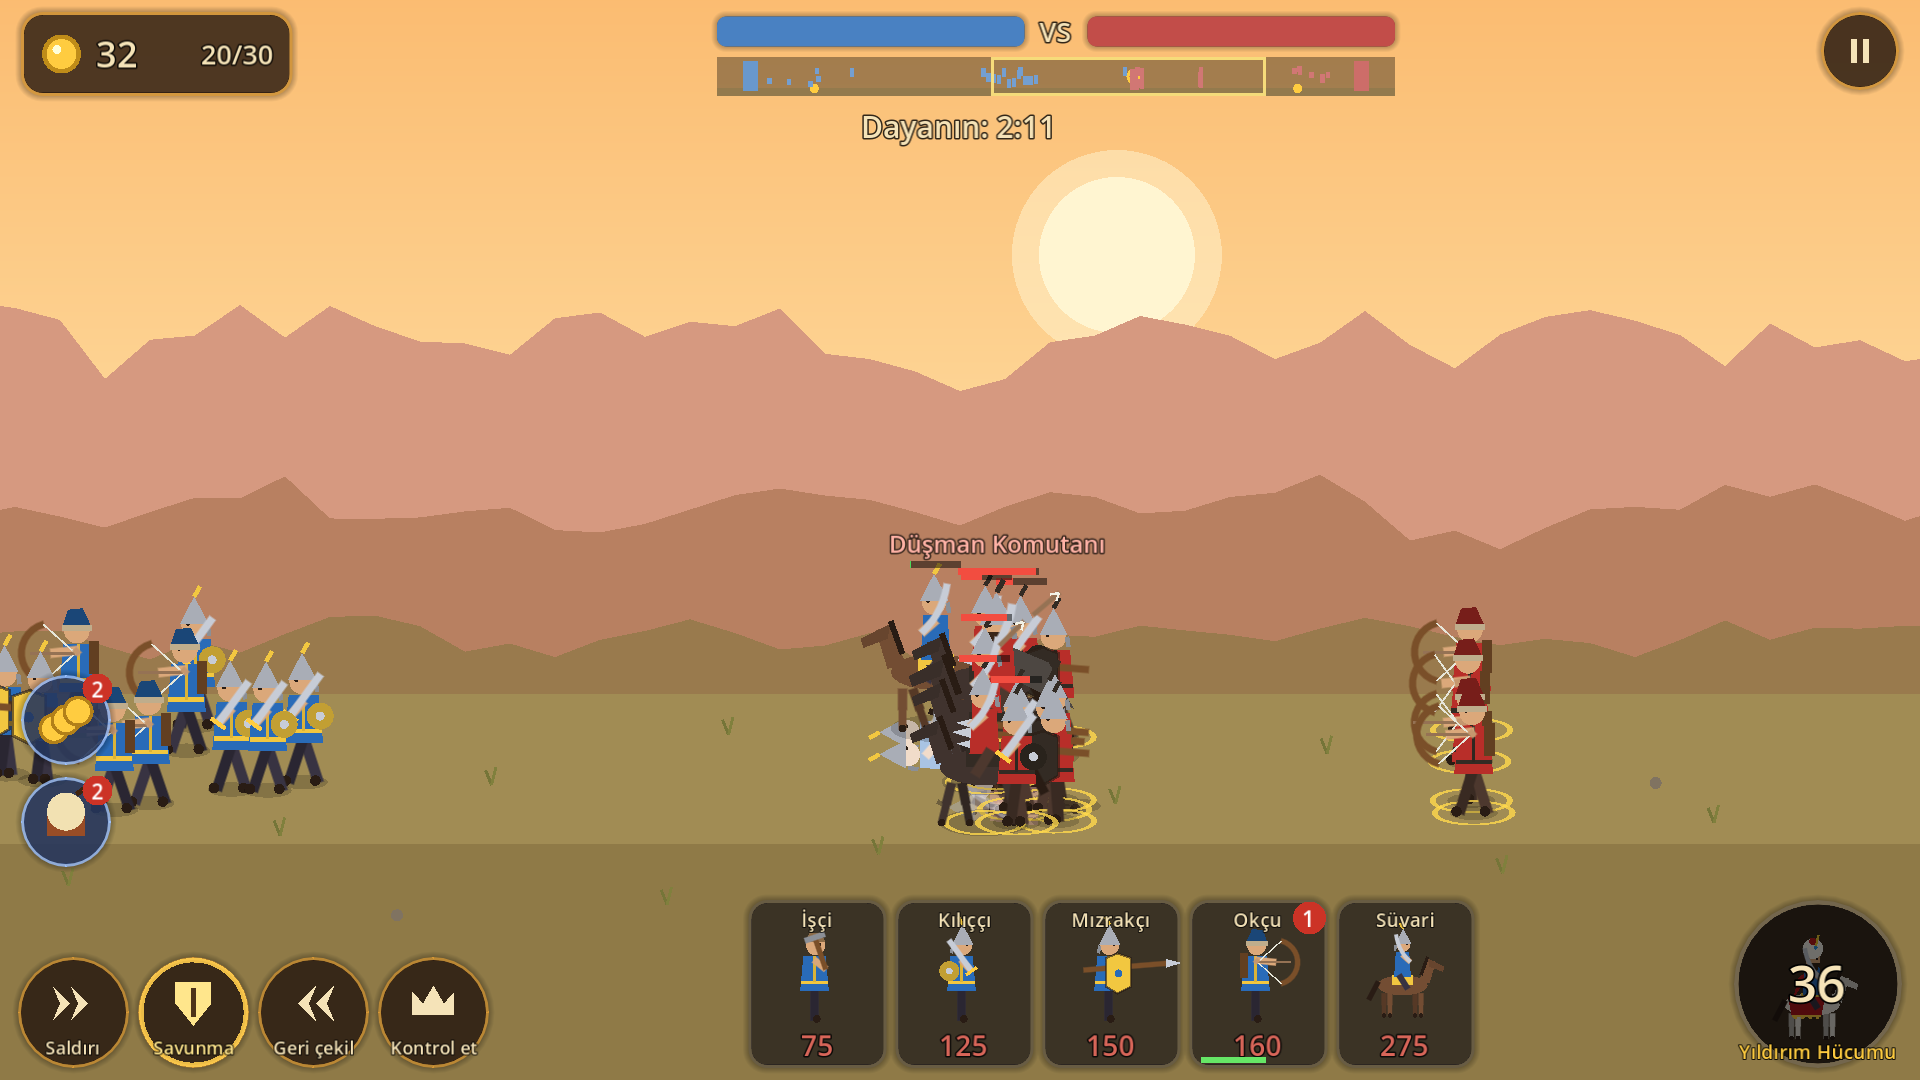 32 20/30
VS
Dayanın: 2:11
Düşman Komutanı
2
2
Saldırı
Savunma
Geri çekil
Kontrol et
İşçi
75
Kılıççı
125
Mızrakçı
150
Okçu 1
160
Süvari
275
36
Yıldırım Hücumu